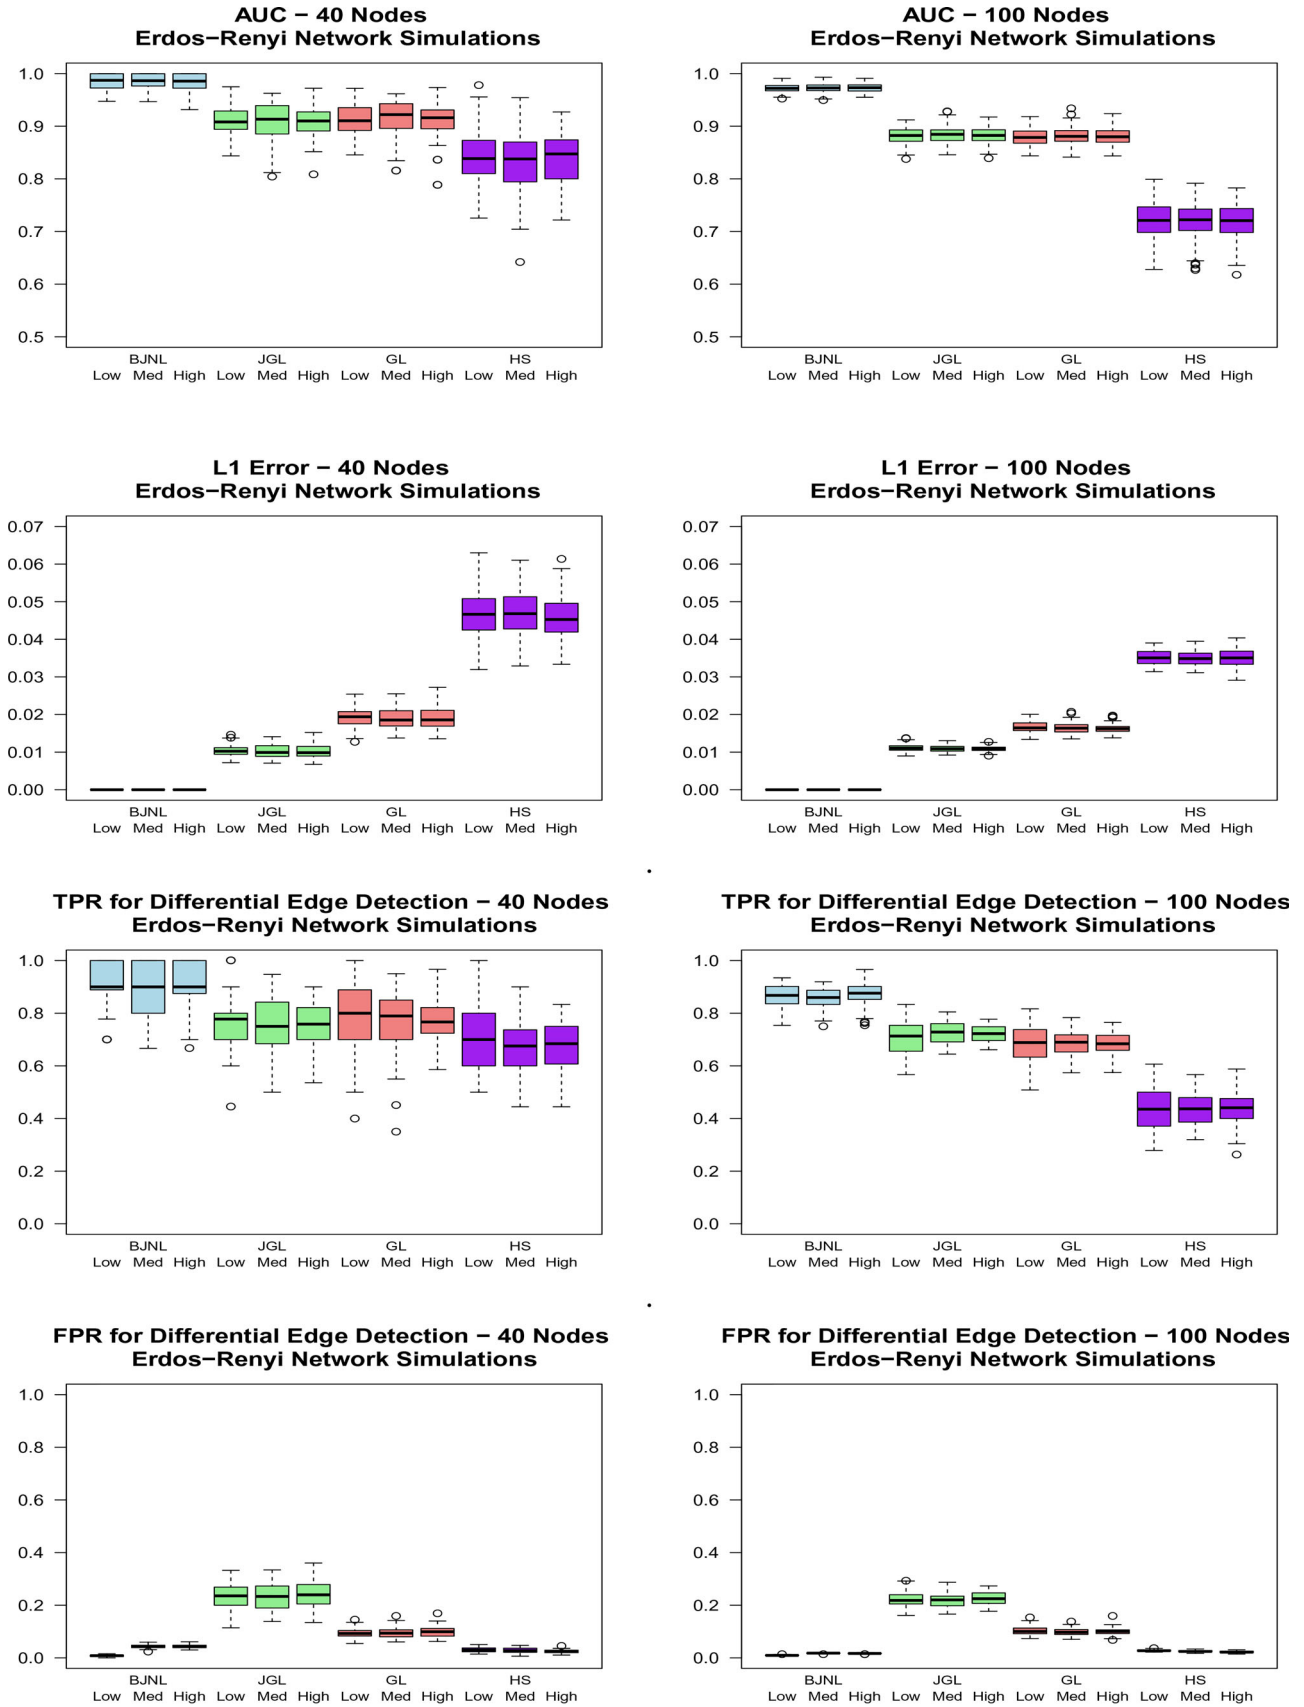 AUC − 40 Nodes
Erdos−Renyi Network Simulations
1.0
0.9
0.8
0.7
0.6
0.5
BJNL JGL GL HS
Low Med High Low Med High Low Med High Low Med High
AUC − 100 Nodes
Erdos−Renyi Network Simulations
1.0
0.9
0.8
0.7
0.6
0.5
BJNL JGL GL HS
Low Med High Low Med High Low Med High Low Med High
L1 Error − 40 Nodes
Erdos−Renyi Network Simulations
0.07
0.06
0.05
0.04
0.03
0.02
0.01
0.00
BJNL JGL GL HS
Low Med High Low Med High Low Med High Low Med High
L1 Error − 100 Nodes
Erdos−Renyi Network Simulations
0.07
0.06
0.05
0.04
0.03
0.02
0.01
0.00
BJNL JGL GL HS
Low Med High Low Med High Low Med High Low Med High
TPR for Differential Edge Detection − 40 Nodes
Erdos−Renyi Network Simulations
1.0
0.8
0.6
0.4
0.2
0.0
BJNL JGL GL HS
Low Med High Low Med High Low Med High Low Med High
TPR for Differential Edge Detection − 100 Nodes
Erdos−Renyi Network Simulations
1.0
0.8
0.6
0.4
0.2
0.0
BJNL JGL GL HS
Low Med High Low Med High Low Med High Low Med High
FPR for Differential Edge Detection − 40 Nodes
Erdos−Renyi Network Simulations
1.0
0.8
0.6
0.4
0.2
0.0
BJNL JGL GL HS
Low Med High Low Med High Low Med High Low Med High
FPR for Differential Edge Detection − 100 Nodes
Erdos−Renyi Network Simulations
1.0
0.8
0.6
0.4
0.2
0.0
BJNL JGL GL HS
Low Med High Low Med High Low Med High Low Med High